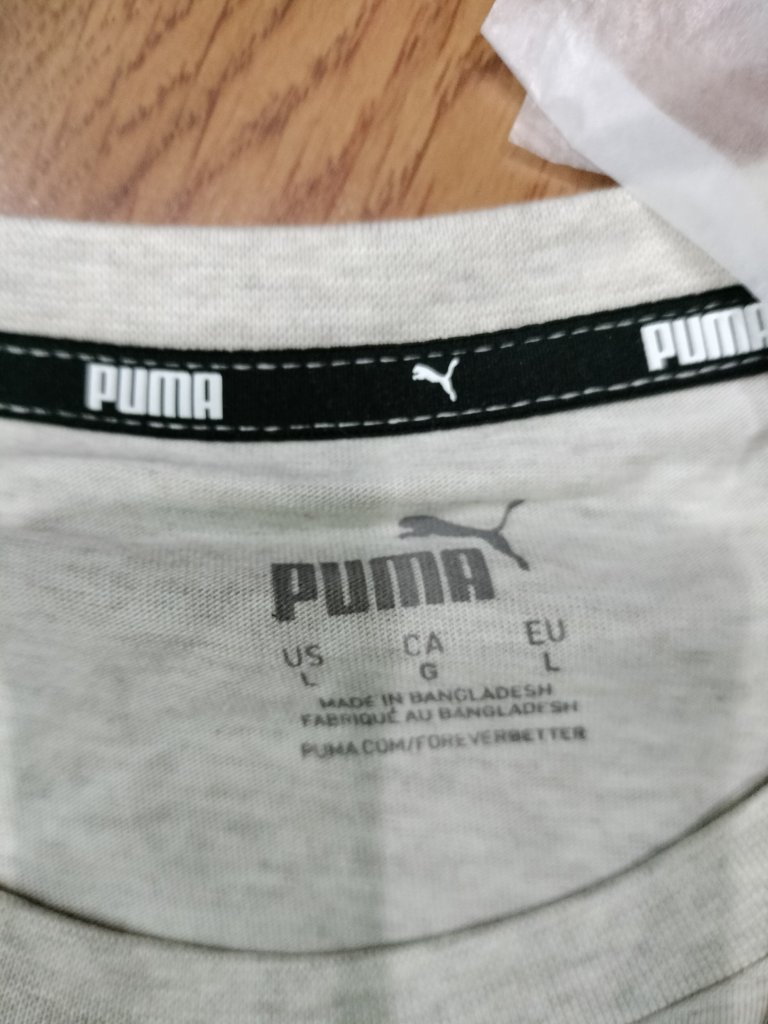 PUMA PUMA
PUMA
US CA EU
L G L
MADE IN BANGLADESH
FABRIQUÉ AU BANGLADESH
PUMA.COM/FOREVERBETTER